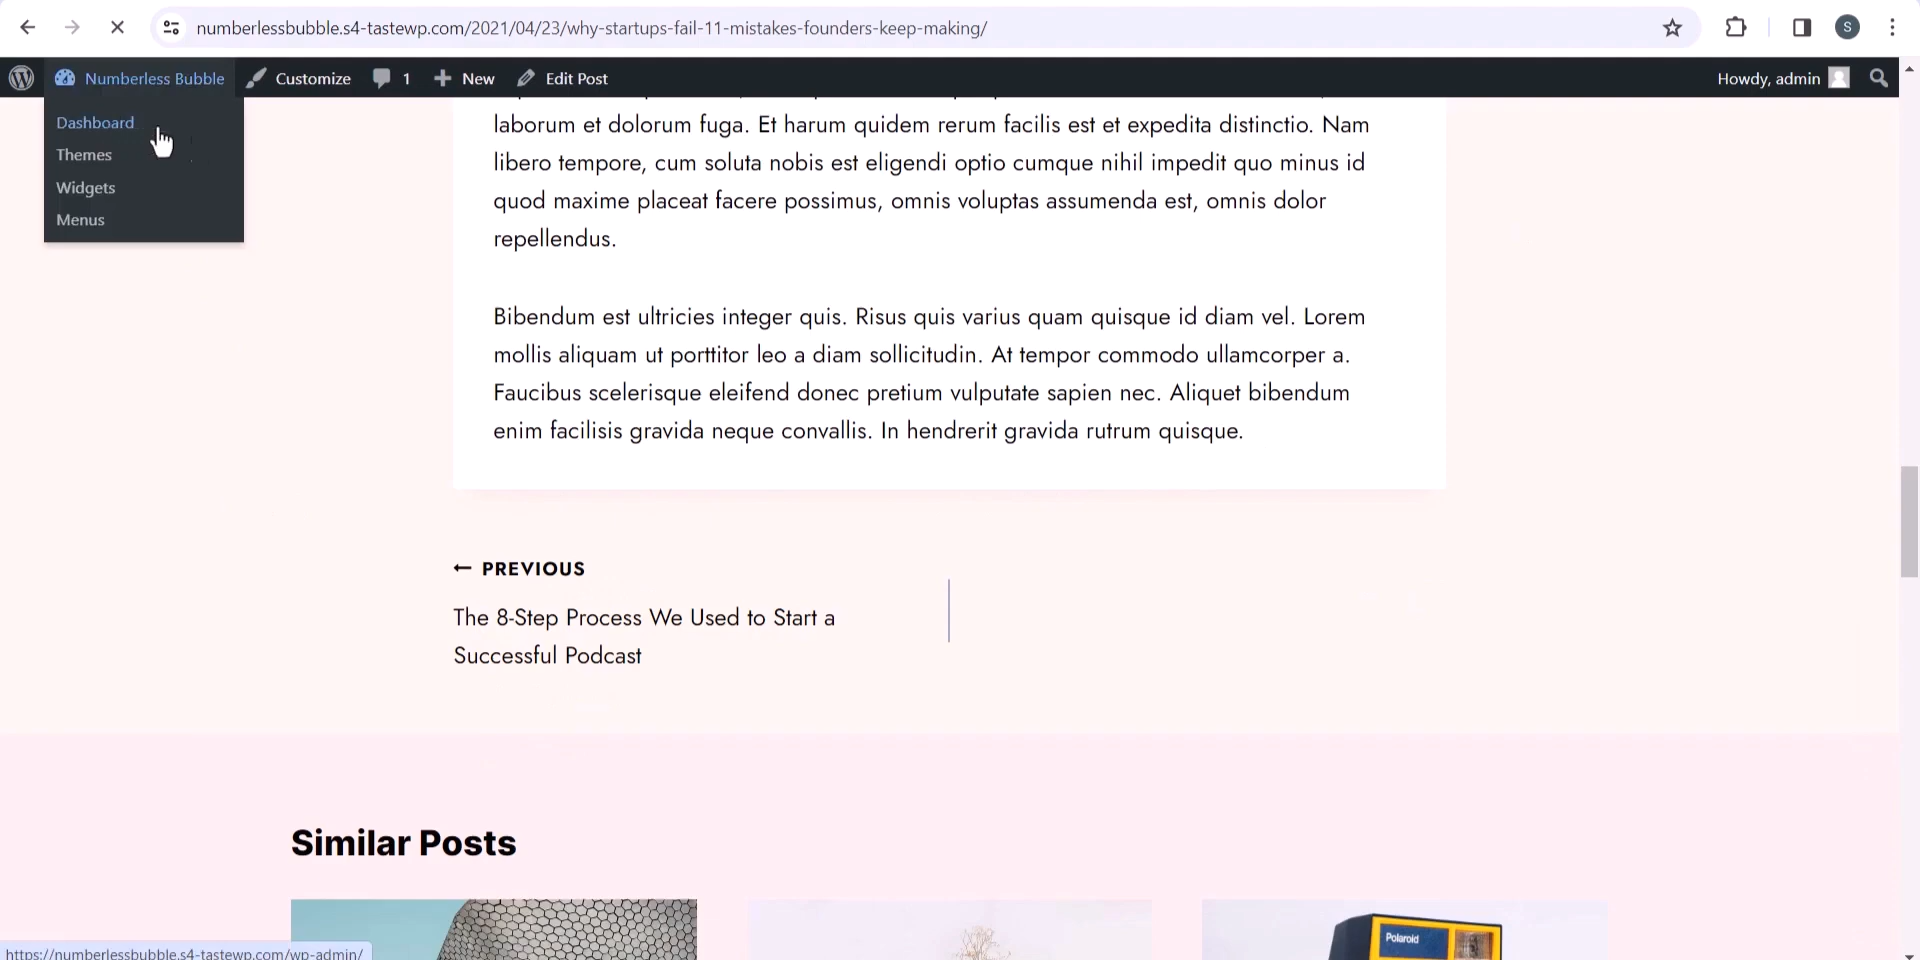 numberlessbubble.s4-tastewp.com/2021/04/23/why-startups-fail-11-mistakes-founders-keep-making/
S
Numberless Bubble
Customize
1
New
Edit Post
Howdy, admin
Dashboard
Themes
Widgets
Menus
laborum et dolorum fuga. Et harum quidem rerum facilis est et expedita distinctio. Nam
libero tempore, cum soluta nobis est eligendi optio cumque nihil impedit quo minus id
quod maxime placeat facere possimus, omnis voluptas assumenda est, omnis dolor
repellendus.
Bibendum est ultricies integer quis. Risus quis varius quam quisque id diam vel. Lorem
mollis aliquam ut porttitor leo a diam sollicitudin. At tempor commodo ullamcorper a.
Faucibus scelerisque eleifend donec pretium vulputate sapien nec. Aliquet bibendum
enim facilisis gravida neque convallis. In hendrerit gravida rutrum quisque.
← PREVIOUS
The 8-Step Process We Used to Start a
Successful Podcast
Similar Posts
Polaroid
https://numberlessbubble.s4-tastewp.com/wp-admin/